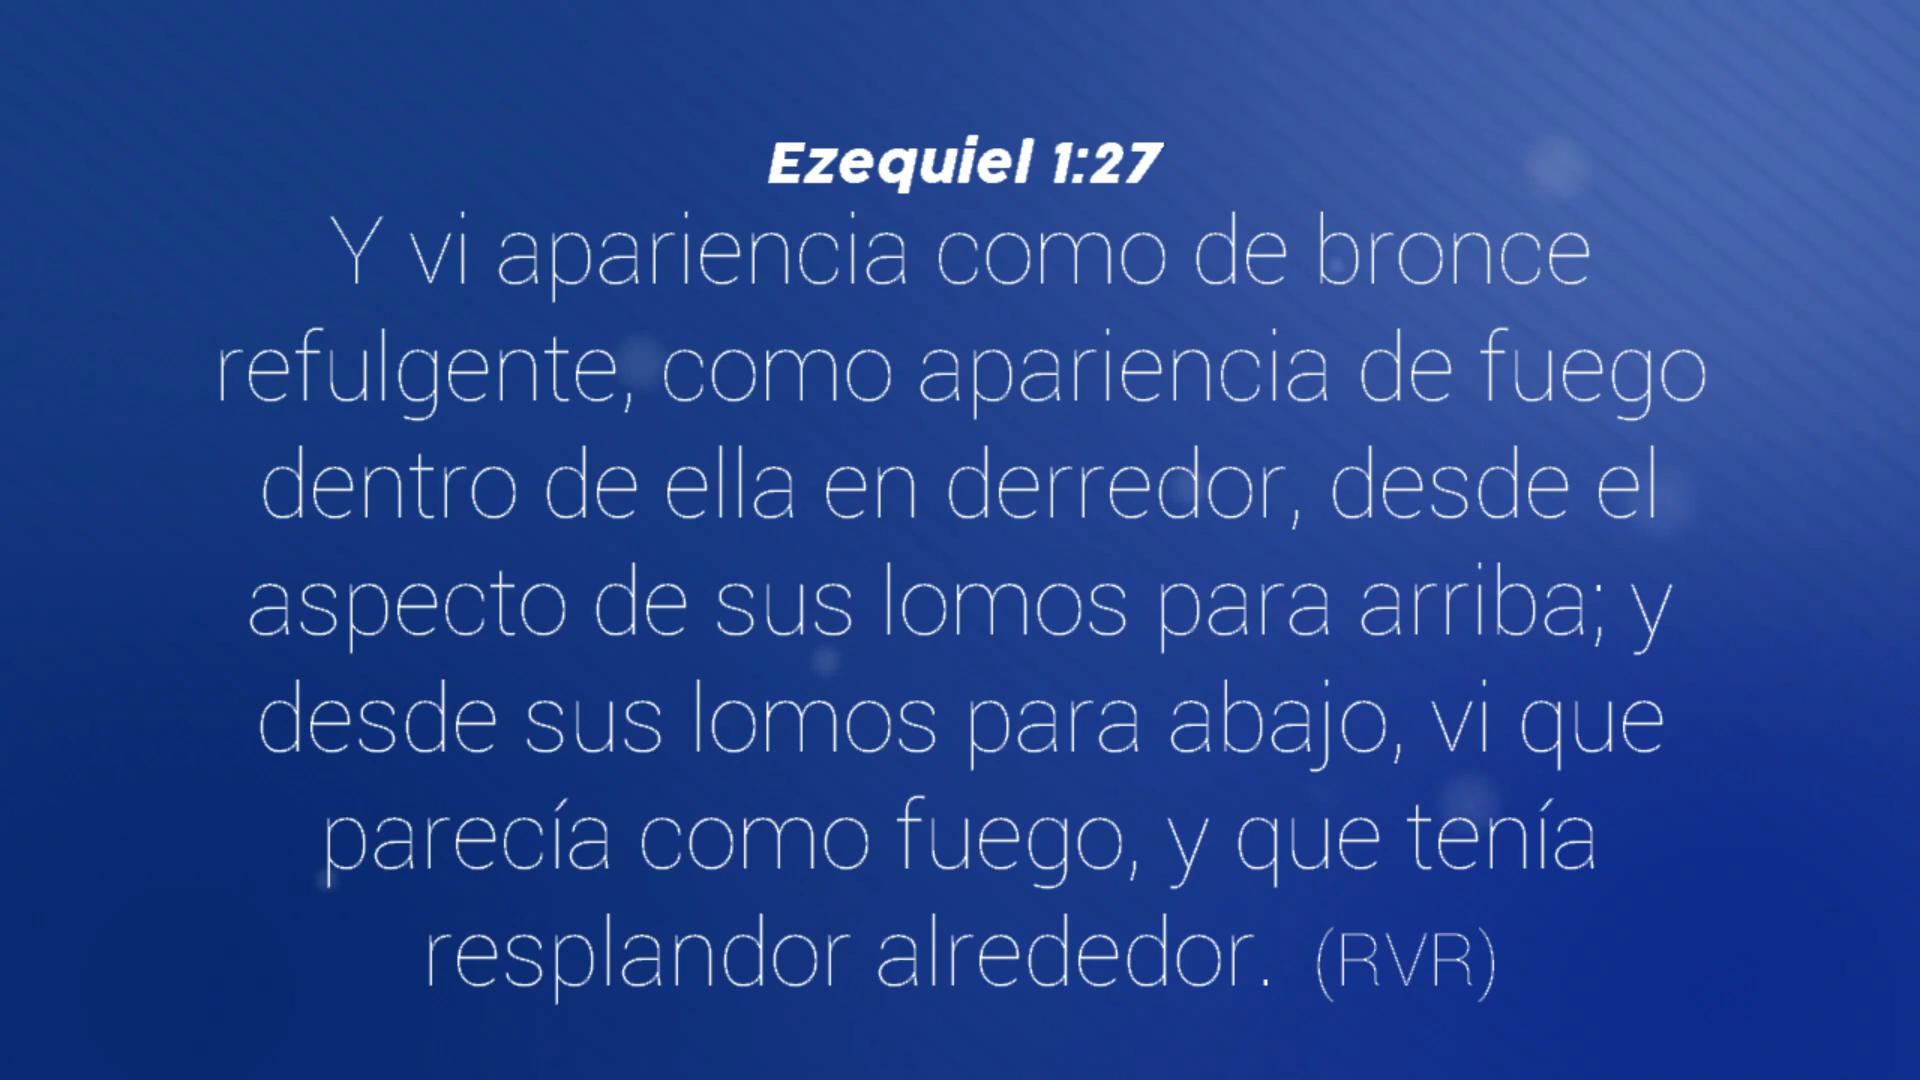 Ezequiel 1:27
Y vi apariencia como de bronce
refulgente, como apariencia de fuego
dentro de ella en derredor, desde el
aspecto de sus lomos para arriba; y
desde sus lomos para abajo, vi que
parecía como fuego, y que tenía
resplandor alrededor. (RVR)